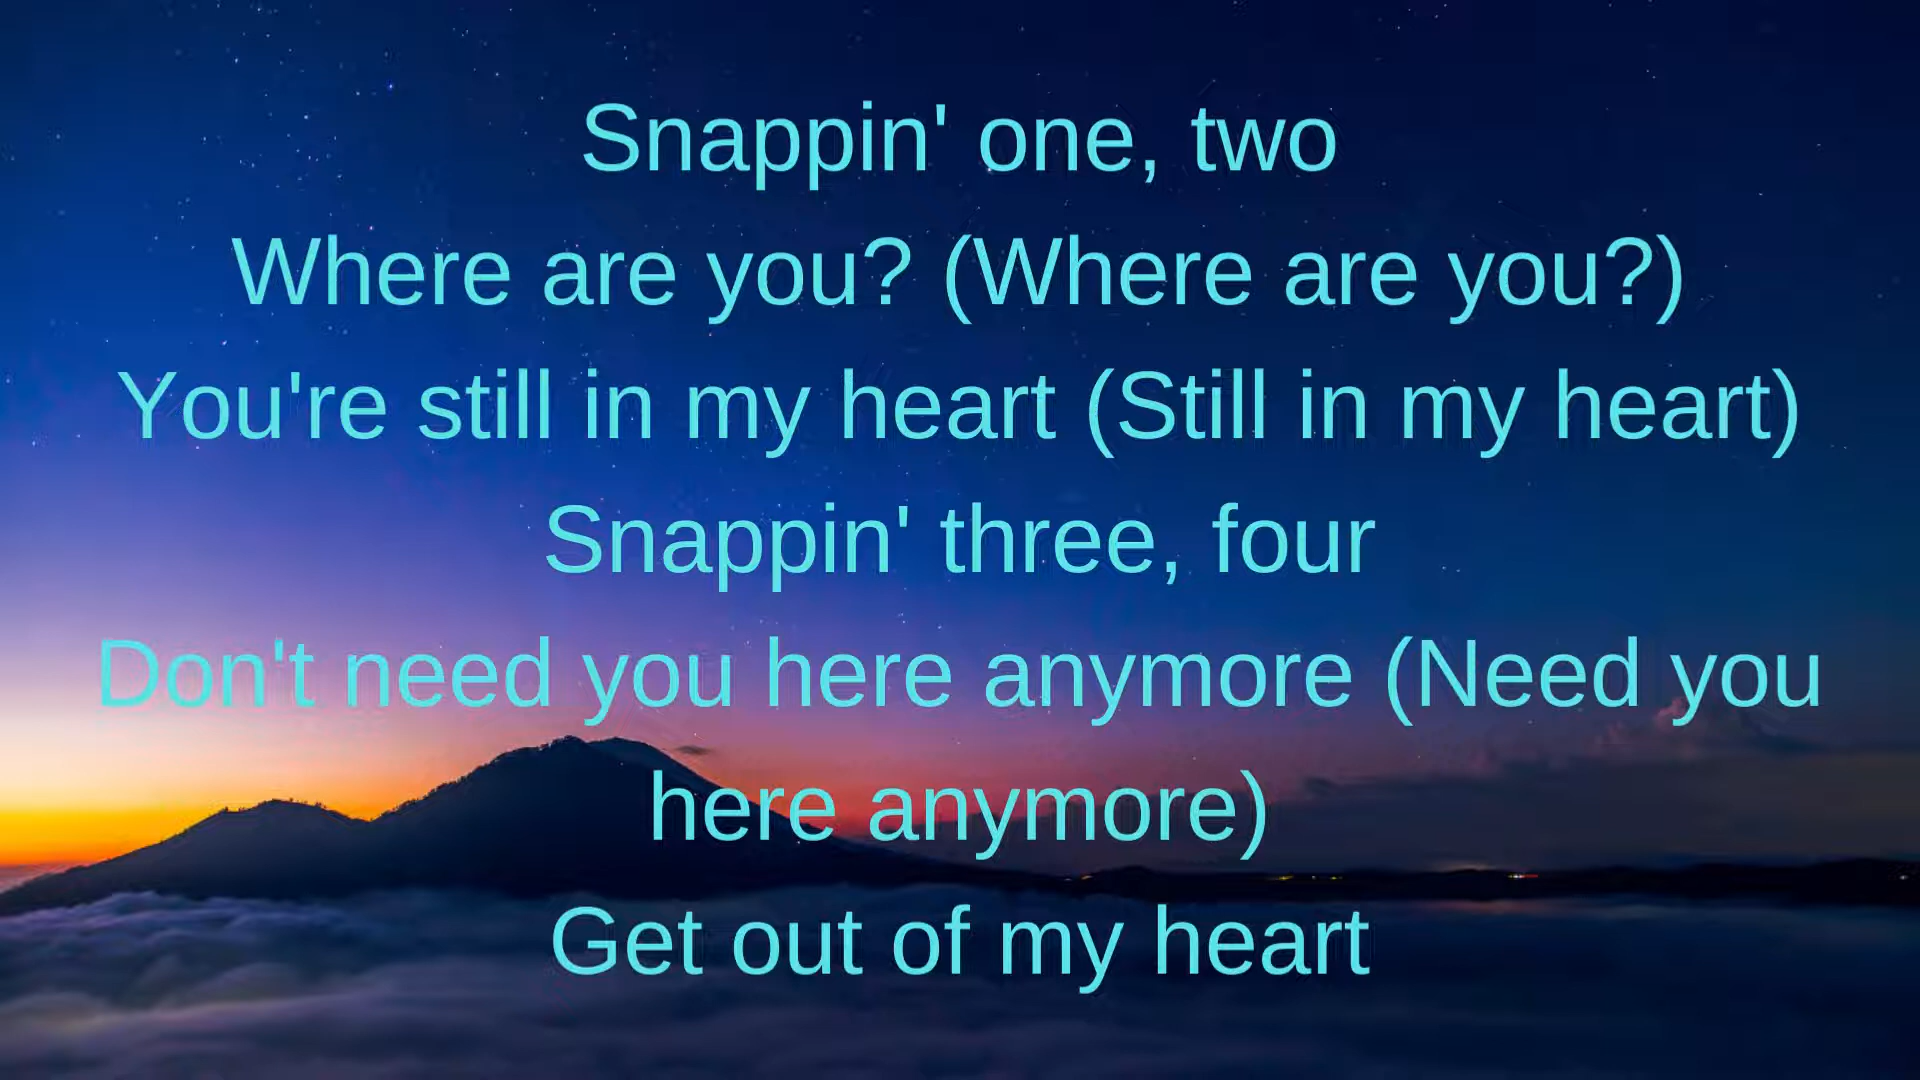 Snappin' one, two
Where are you? (Where are you?)
You're still in my heart (Still in my heart)
Snappin' three, four
Don't need you here anymore (Need you
here anymore)
Get out of my heart